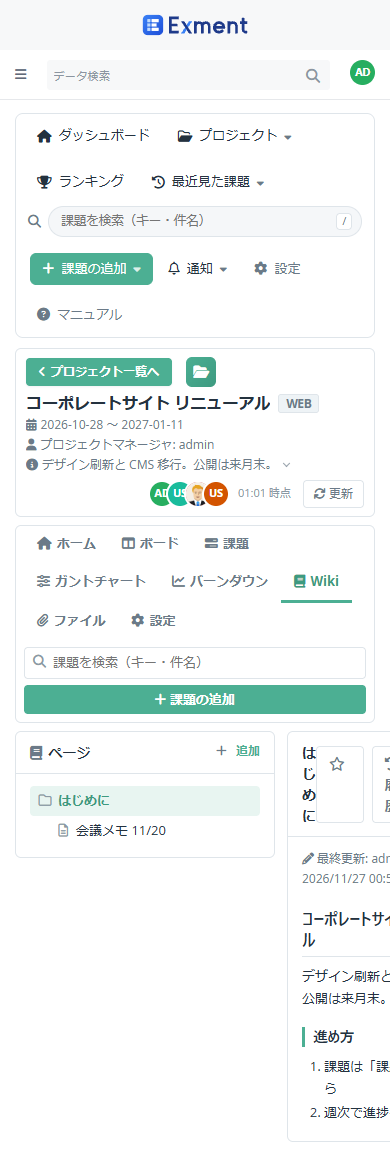 Exment
データ検索
AD
ダッシュボード プロジェクト
ランキング 最近見た課題
課題を検索（キー・件名） /
+ 課題の追加 通知 設定
マニュアル
プロジェクト一覧へ
コーポレートサイト リニューアル WEB
2026-10-28 〜 2027-01-11
プロジェクトマネージャ: admin
デザイン刷新と CMS 移行。公開は来月末。
AD US US 01:01 時点 更新
ホーム ボード 課題
ガントチャート バーンダウン Wiki
ファイル 設定
課題を検索（キー・件名）
+ 課題の追加
ページ + 追加
はじめに
会議メモ 11/20
はじめに
最終更新: adm
2026/11/27 00:5
コーポレートサイ
ル
デザイン刷新と
公開は来月末。
進め方
1. 課題は「課
ら
2. 週次で進捗